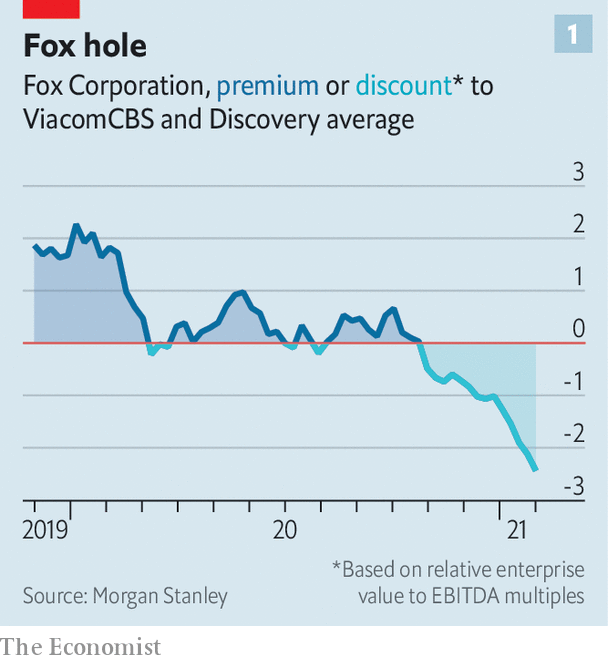 Fox hole
1
Fox Corporation, premium or discount* to
ViacomCBS and Discovery average
3
2
1
0
-1
-2
-3
2019 20 21
*Based on relative enterprise
value to EBITDA multiples
Source: Morgan Stanley
The Economist